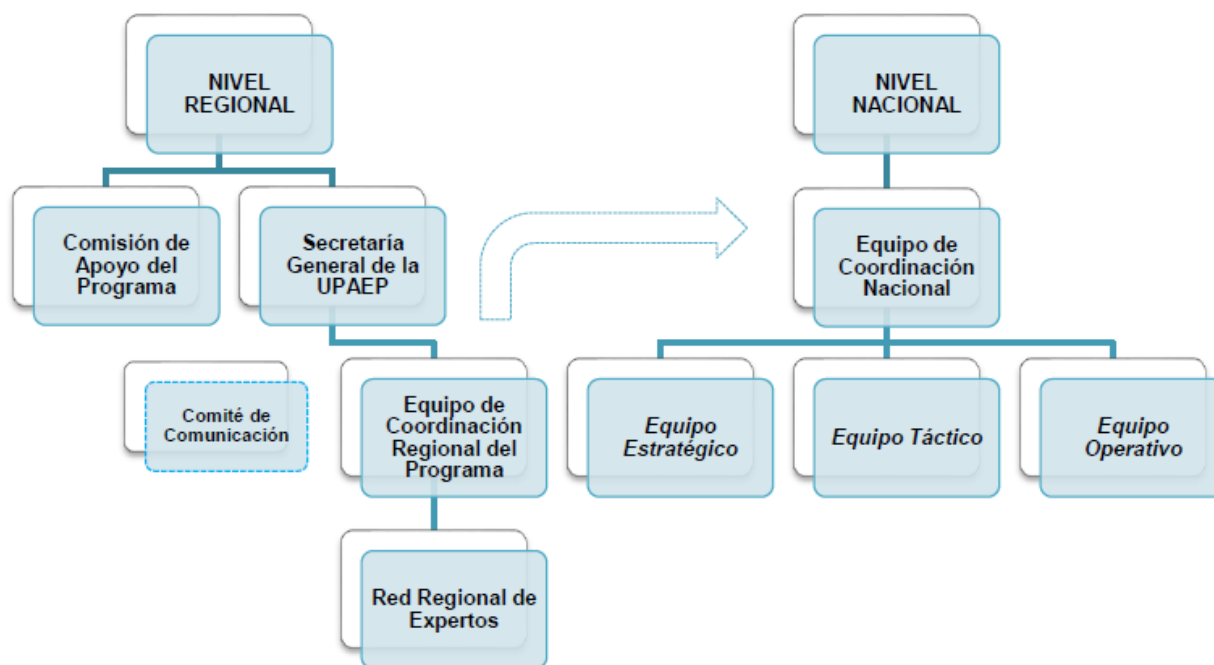 NIVEL
REGIONAL
NIVEL
NACIONAL
Comisión de
Apoyo del
Programa
Secretaría
General de la
UPAEP
Equipo de
Coordinación
Nacional
Comité de
Comunicación
Equipo de
Coordinación
Regional del
Programa
Equipo
Estratégico
Equipo Táctico
Equipo
Operativo
Red Regional de
Expertos